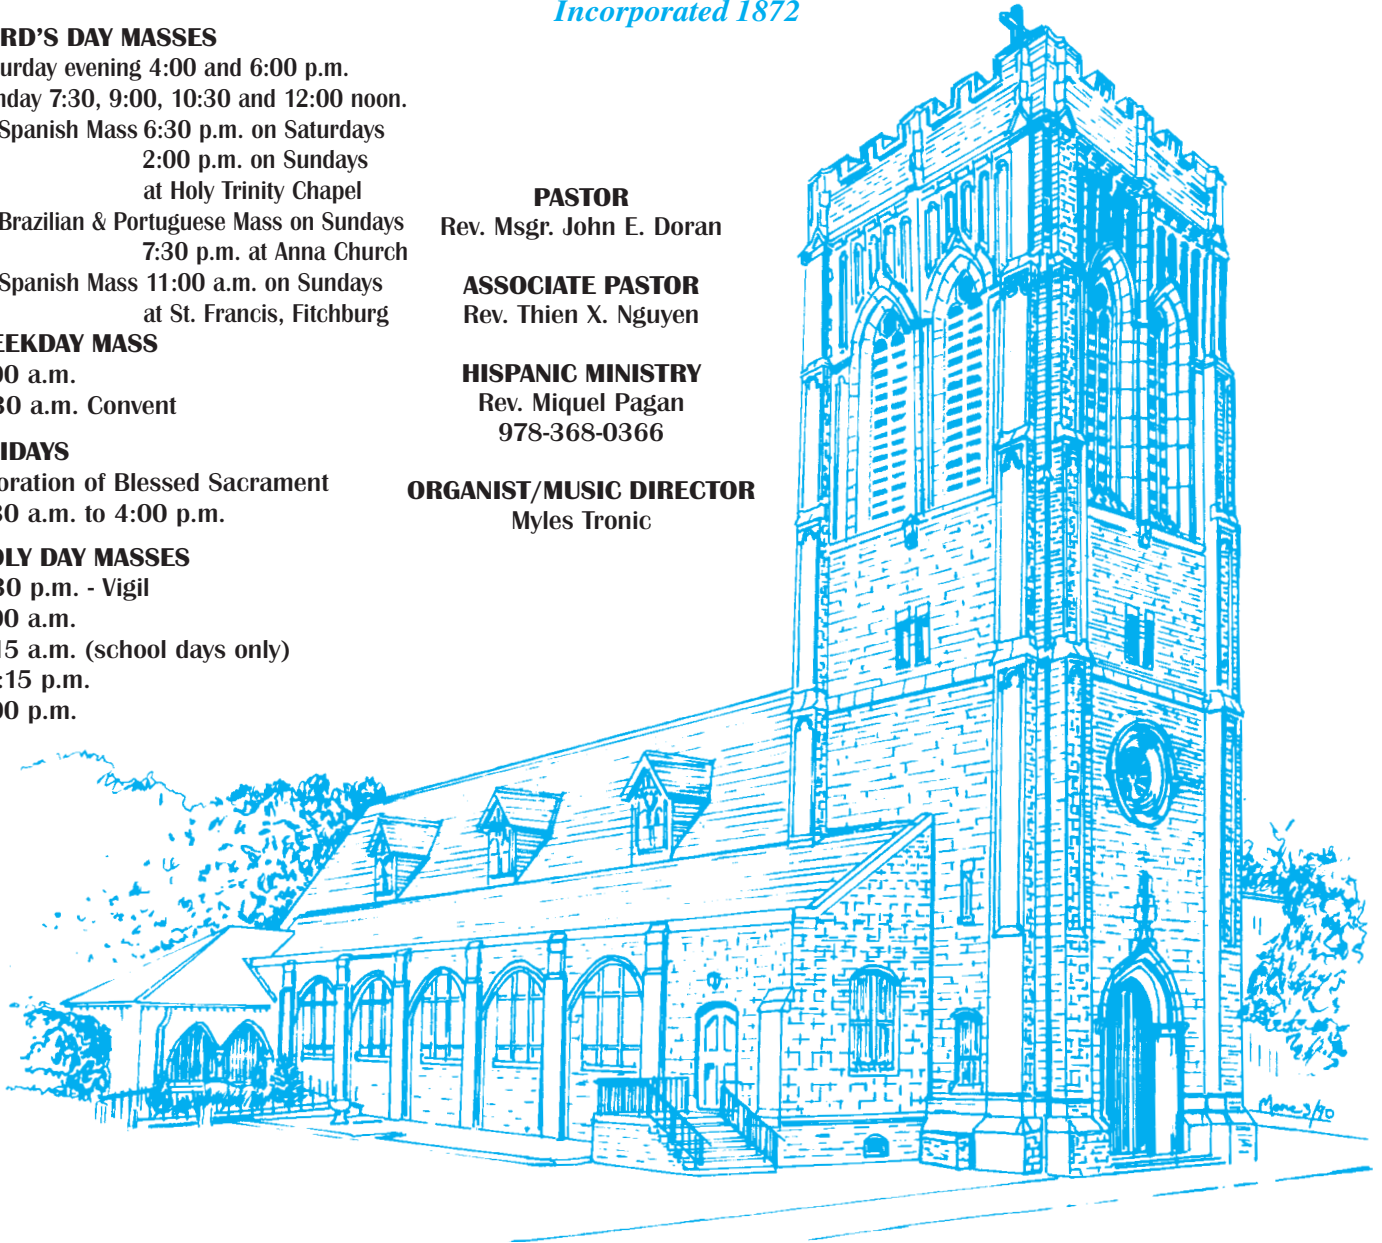 Incorporated 1872
RD'S DAY MASSES
urday evening 4:00 and 6:00 p.m.
nday 7:30, 9:00, 10:30 and 12:00 noon.
Spanish Mass 6:30 p.m. on Saturdays
2:00 p.m. on Sundays
at Holy Trinity Chapel
Brazilian & Portuguese Mass on Sundays
7:30 p.m. at Anna Church
Spanish Mass 11:00 a.m. on Sundays
at St. Francis, Fitchburg
EEKDAY MASS
00 a.m.
30 a.m. Convent
IDAYS
oration of Blessed Sacrament
30 a.m. to 4:00 p.m.
OLY DAY MASSES
30 p.m. - Vigil
00 a.m.
15 a.m. (school days only)
:15 p.m.
00 p.m.
PASTOR
Rev. Msgr. John E. Doran
ASSOCIATE PASTOR
Rev. Thien X. Nguyen
HISPANIC MINISTRY
Rev. Miquel Pagan
978-368-0366
ORGANIST/MUSIC DIRECTOR
Myles Tronic